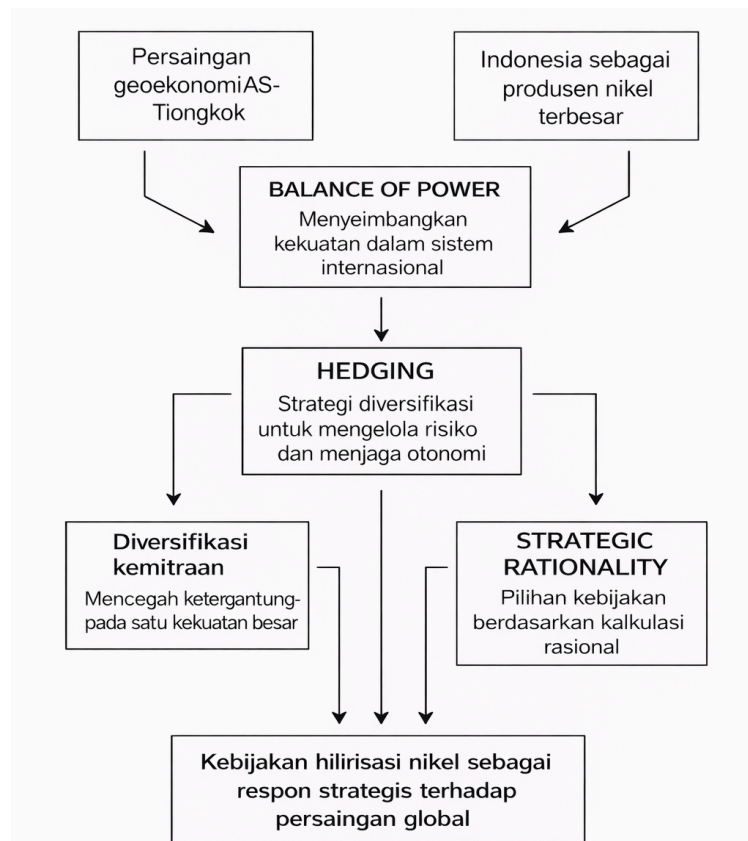 Persaingan
geoekonomiAS-
Tiongkok
Indonesia sebagai
produsen nikel
terbesar
BALANCE OF POWER
Menyeimbangkan
kekuatan dalam sistem
internasional
HEDGING
Strategi diversifikasi
untuk mengelola risiko
dan menjaga otonomi
Diversifikasi
kemitraan
Mencegah ketergantung-
pada satu kekuatan besar
STRATEGIC
RATIONALITY
Pilihan kebijakan
berdasarkan kalkulasi
rasional
Kebijakan hilirisasi nikel sebagai
respon strategis terhadap
persaingan global